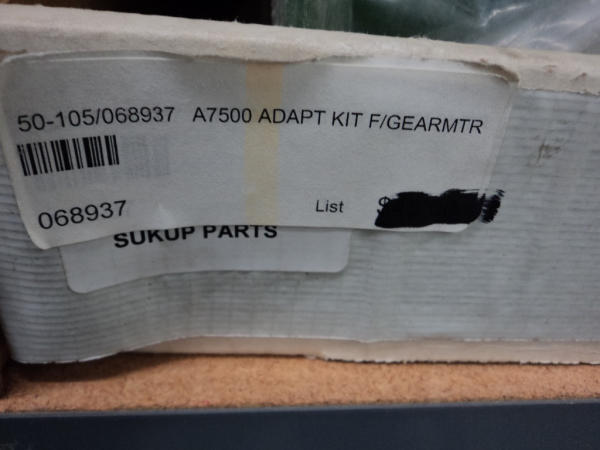 50-105/068937 A7500 ADAPT KIT F/GEARMTR
068937 List $
SUKUP PARTS